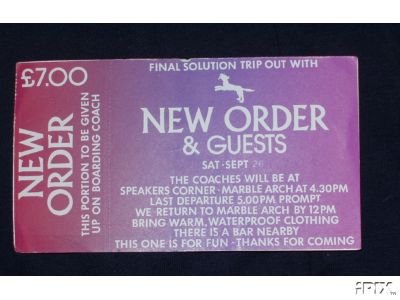 £7.00
NEW
ORDER
THIS PORTION TO BE GIVEN
UP ON BOARDING COACH
FINAL SOLUTION TRIP OUT WITH
NEW ORDER
& GUESTS
SAT · SEPT 26
THE COACHES WILL BE AT
SPEAKERS CORNER · MARBLE ARCH AT 4.30PM
LAST DEPARTURE 5.00PM PROMPT
WE RETURN TO MARBLE ARCH BY 12PM
BRING WARM, WATERPROOF CLOTHING
THERE IS A BAR NEARBY
THIS ONE IS FOR FUN · THANKS FOR COMING
iPIX